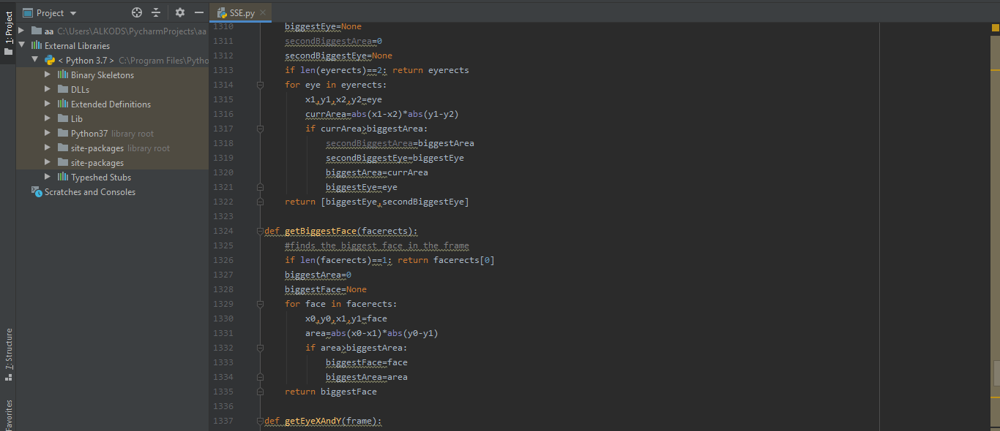 Project
SSE.py
1: Project
aa C:\Users\ALKODS\PycharmProjects\aa
External Libraries
< Python 3.7 > C:\Program Files\Pytho
Binary Skeletons
DLLs
Extended Definitions
Lib
Python37 library root
site-packages library root
site-packages
Typeshed Stubs
Scratches and Consoles
7: Structure
Favorites
1310 biggestEye=None
1311 secondBiggestArea=0
1312 secondBiggestEye=None
1313 if len(eyerects)==2: return eyerects
1314 for eye in eyerects:
1315 x1,y1,x2,y2=eye
1316 currArea=abs(x1-x2)*abs(y1-y2)
1317 if currArea>biggestArea:
1318 secondBiggestArea=biggestArea
1319 secondBiggestEye=biggestEye
1320 biggestArea=currArea
1321 biggestEye=eye
1322 return [biggestEye,secondBiggestEye]
1323
1324 def getBiggestFace(facerects):
1325 #finds the biggest face in the frame
1326 if len(facerects)==1: return facerects[0]
1327 biggestArea=0
1328 biggestFace=None
1329 for face in facerects:
1330 x0,y0,x1,y1=face
1331 area=abs(x0-x1)*abs(y0-y1)
1332 if area>biggestArea:
1333 biggestFace=face
1334 biggestArea=area
1335 return biggestFace
1336
1337 def getEyeXAndY(frame):